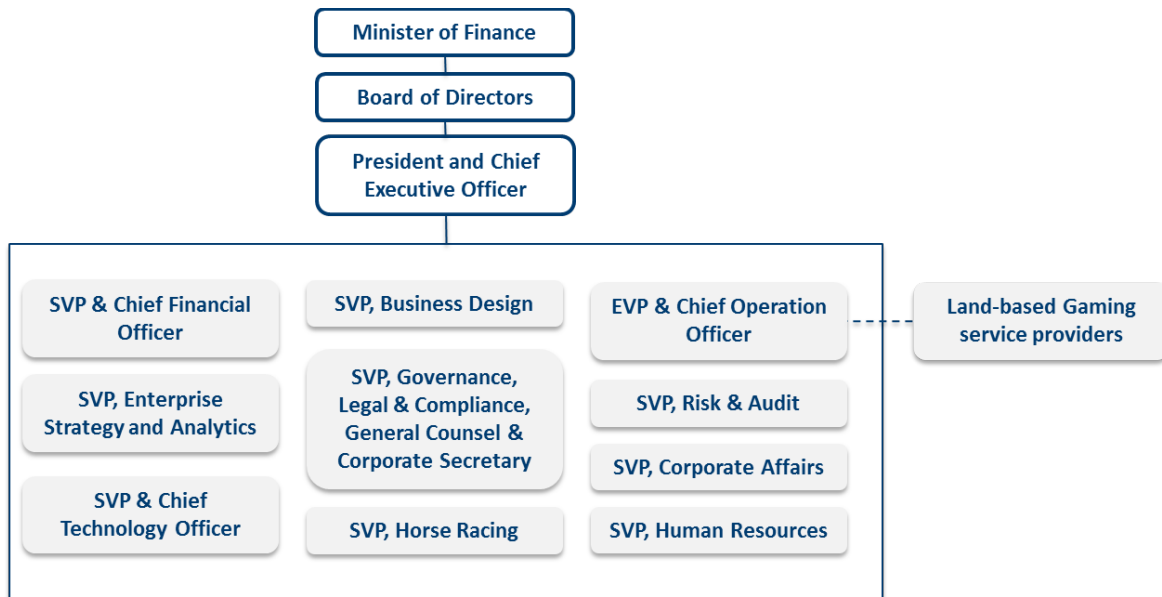 Minister of Finance
Board of Directors
President and Chief
Executive Officer
SVP & Chief Financial
Officer
SVP, Enterprise
Strategy and Analytics
SVP & Chief
Technology Officer
SVP, Business Design
SVP, Governance,
Legal & Compliance,
General Counsel &
Corporate Secretary
SVP, Horse Racing
EVP & Chief Operation
Officer
SVP, Risk & Audit
SVP, Corporate Affairs
SVP, Human Resources
Land-based Gaming
service providers